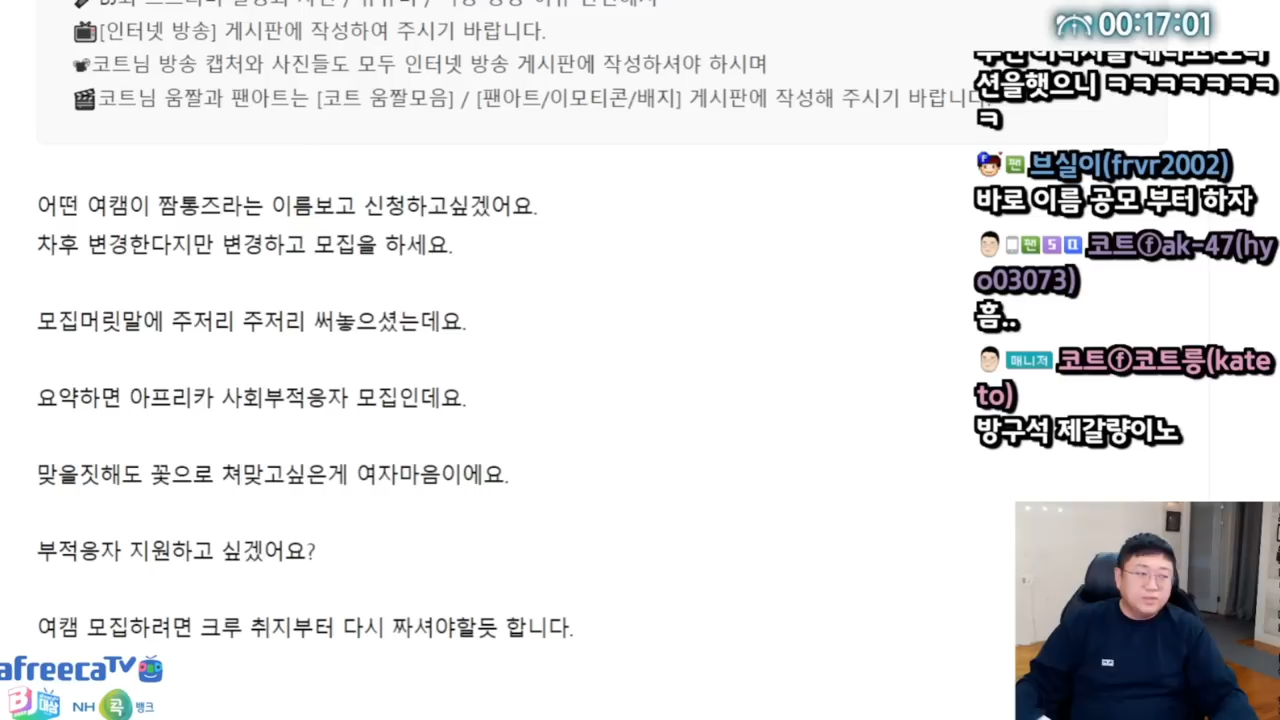 [인터넷 방송] 게시판에 작성하여 주시기 바랍니다.
코트님 방송 캡처와 사진들도 모두 인터넷 방송 게시판에 작성하셔야 하시며
코트님 움짤과 팬아트는 [코트 움짤모음] / [팬아트/이모티콘/배지] 게시판에 작성해 주시기 바랍니다.
어떤 여캠이 짬통즈라는 이름보고 신청하고싶겠어요.
차후 변경한다지만 변경하고 모집을 하세요.
모집머릿말에 주저리 주저리 써놓으셨는데요.
요약하면 아프리카 사회부적응자 모집인데요.
맞을짓해도 꽃으로 쳐맞고싶은게 여자마음이에요.
부적응자 지원하고 싶겠어요?
여캠 모집하려면 크루 취지부터 다시 짜셔야할듯 합니다.
afreecaTV
BJ대상
NH 콕 뱅크
00:17:01
션을햇으니 ㅋㅋㅋㅋㅋㅋㅋ
ㅋ
팬 브실이(frvr2002)
바로 이름 공모 부터 하자
팬 S Q 코트ⓕak-47(hy
o03073)
흠..
매니저 코트ⓕ코트릉(kate
to)
방구석 제갈량이노